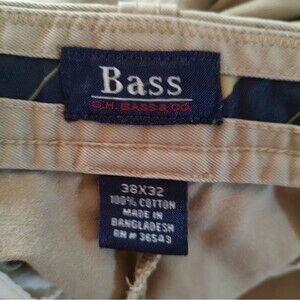 Bass
G.H. BASS & CO.
38X32
100% COTTON
MADE IN
BANGLADESH
RN # 36543